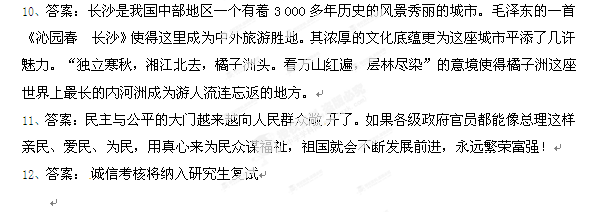 10、答案：长沙是我国中部地区一个有着 3 000 多年历史的风景秀丽的城市。毛泽东的一首
《沁园春　长沙》使得这里成为中外旅游胜地。其浓厚的文化底蕴更为这座城市平添了几许
魅力。“独立寒秋，湘江北去，橘子洲头。看万山红遍，层林尽染”的意境使得橘子洲这座
世界上最长的内河洲成为游人流连忘返的地方。
11、答案：民主与公平的大门越来越向人民群众敞开了。如果各级政府官员都能像总理这样
亲民、爱民、为民，用真心来为民众谋福祉，祖国就会不断发展前进，永远繁荣富强！
12、答案： 诚信考核将纳入研究生复试